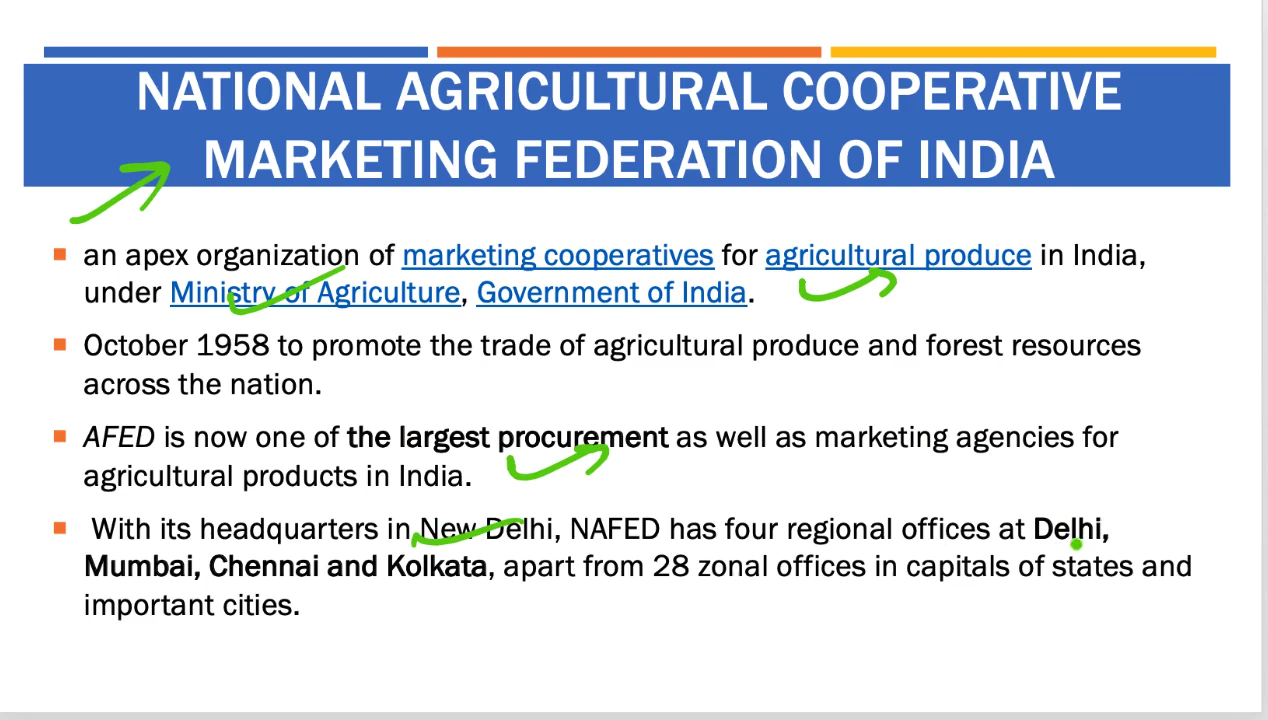 NATIONAL AGRICULTURAL COOPERATIVE
MARKETING FEDERATION OF INDIA
an apex organization of marketing cooperatives for agricultural produce in India,
under Ministry of Agriculture, Government of India.
October 1958 to promote the trade of agricultural produce and forest resources
across the nation.
AFED is now one of the largest procurement as well as marketing agencies for
agricultural products in India.
With its headquarters in New Delhi, NAFED has four regional offices at Delhi,
Mumbai, Chennai and Kolkata, apart from 28 zonal offices in capitals of states and
important cities.